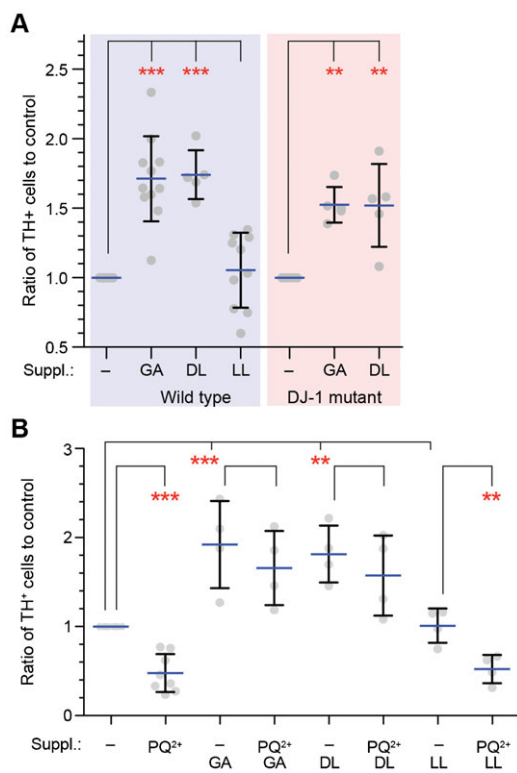 A
Ratio of TH+ cells to control
2.5
2.0
1.5
1.0
0.5
*** *** ** **
Suppl.: – GA DL LL – GA DL
Wild type DJ-1 mutant
B
Ratio of TH⁺ cells to control
3
2
1
0
*** *** ** **
Suppl.: – PQ²⁺ – PQ²⁺ – PQ²⁺ – PQ²⁺
GA GA DL DL LL LL